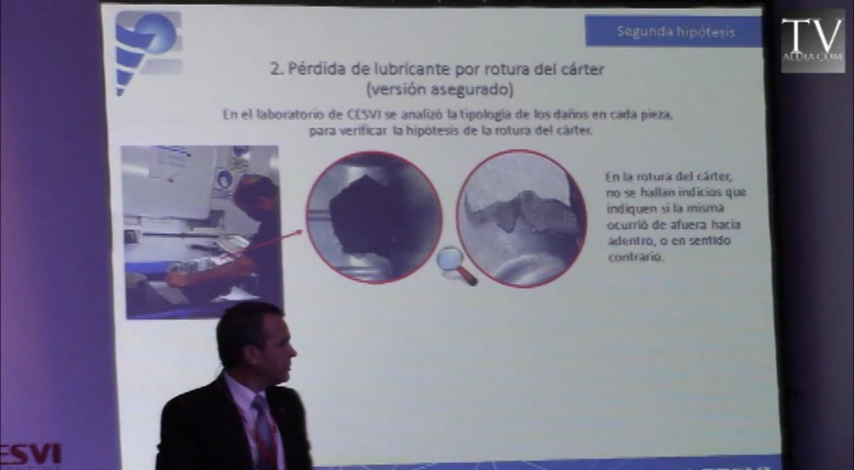 Segunda hipótesis
TV
ALDIA.COM
2. Pérdida de lubricante por rotura del cárter
(versión asegurado)
En el laboratorio de CESVI se analizó la tipología de los daños en cada pieza,
para verificar la hipótesis de la rotura del cárter.
En la rotura del cárter,
no se hallan indicios que
indiquen si la misma
ocurrió de afuera hacia
adentro, o en sentido
contrario.
ESVI